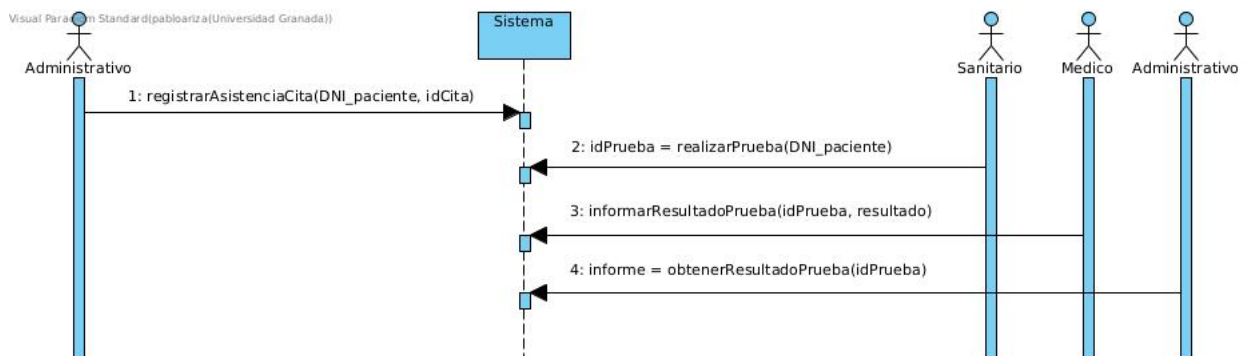 Visual Paradigm Standard(pabloariza(Universidad Granada))
Sistema
Administrativo
Sanitario
Medico
Administrativo
1: registrarAsistenciaCita(DNI_paciente, idCita)
2: idPrueba = realizarPrueba(DNI_paciente)
3: informarResultadoPrueba(idPrueba, resultado)
4: informe = obtenerResultadoPrueba(idPrueba)